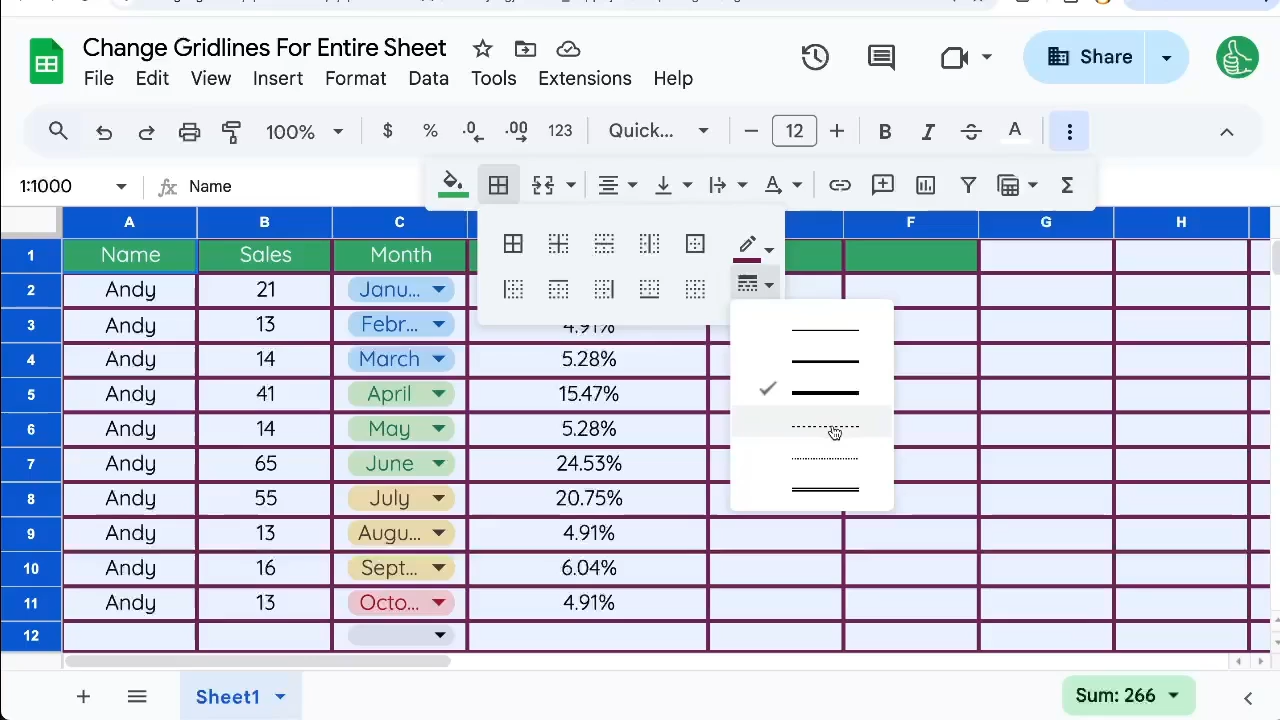 Change Gridlines For Entire Sheet
File Edit View Insert Format Data Tools Extensions Help
Share
100% $ % .0 .00 123 Quick... 12 B I S A
1:1000 fx Name
A Σ
A B C F G H
1 Name Sales Month
2 Andy 21 Janu...
3 Andy 13 Febr... 4.91%
4 Andy 14 March 5.28%
5 Andy 41 April 15.47%
6 Andy 14 May 5.28%
7 Andy 65 June 24.53%
8 Andy 55 July 20.75%
9 Andy 13 Augu... 4.91%
10 Andy 16 Sept... 6.04%
11 Andy 13 Octo... 4.91%
12
Sheet1 Sum: 266